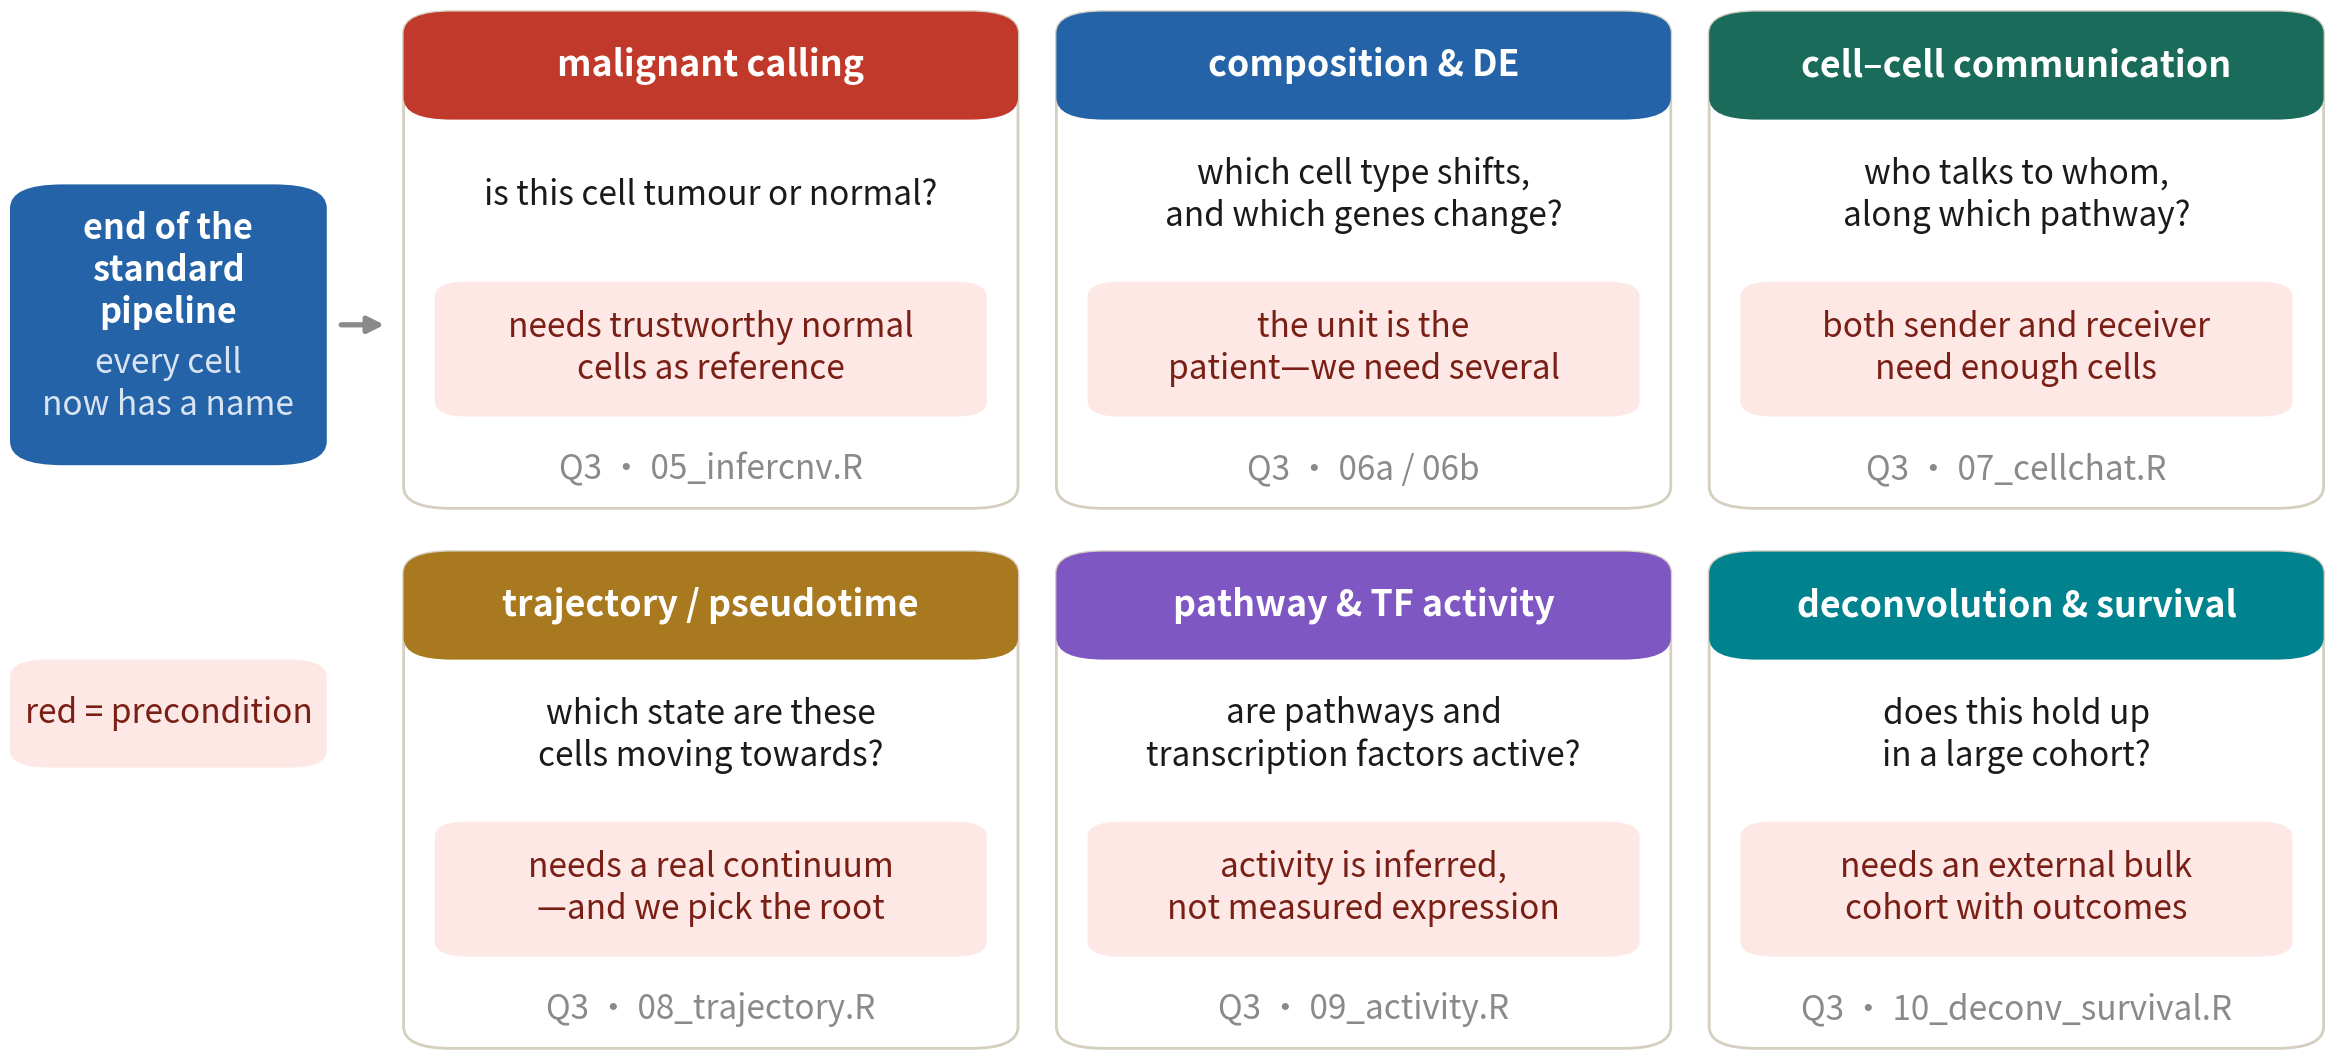 end of the
standard
pipeline
every cell
now has a name
red = precondition
malignant calling
is this cell tumour or normal?
needs trustworthy normal
cells as reference
Q3 • 05_infercnv.R
composition & DE
which cell type shifts,
and which genes change?
the unit is the
patient—we need several
Q3 • 06a / 06b
cell–cell communication
who talks to whom,
along which pathway?
both sender and receiver
need enough cells
Q3 • 07_cellchat.R
trajectory / pseudotime
which state are these
cells moving towards?
needs a real continuum
—and we pick the root
Q3 • 08_trajectory.R
pathway & TF activity
are pathways and
transcription factors active?
activity is inferred,
not measured expression
Q3 • 09_activity.R
deconvolution & survival
does this hold up
in a large cohort?
needs an external bulk
cohort with outcomes
Q3 • 10_deconv_survival.R